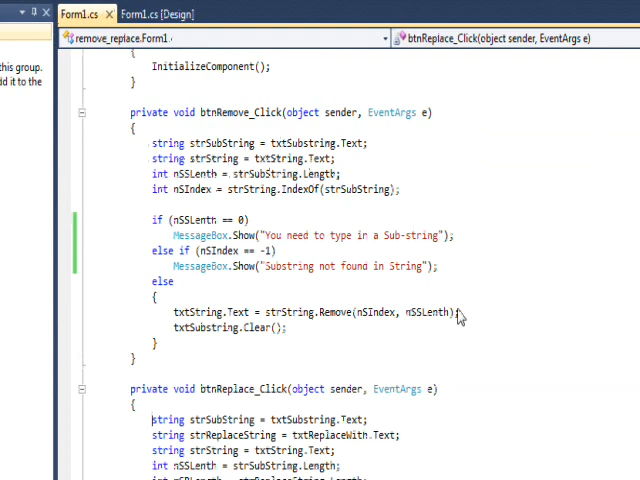 Form1.cs
Form1.cs [Design]
this group.
dd it to the
remove_replace.Form1
btnReplace_Click(object sender, EventArgs e)
{
InitializeComponent();
}
private void btnRemove_Click(object sender, EventArgs e)
{
string strSubString = txtSubstring.Text;
string strString = txtString.Text;
int nSSLenth = strSubString.Length;
int nSIndex = strString.IndexOf(strSubString);
if (nSSLenth == 0)
MessageBox.Show("You need to type in a Sub-string");
else if (nSIndex == -1)
MessageBox.Show("Substring not found in String");
else
{
txtString.Text = strString.Remove(nSIndex, nSSLenth);
txtSubstring.Clear();
}
}
private void btnReplace_Click(object sender, EventArgs e)
{
string strSubString = txtSubstring.Text;
string strReplaceString = txtReplaceWith.Text;
string strString = txtString.Text;
int nSSLenth = strSubString.Length;